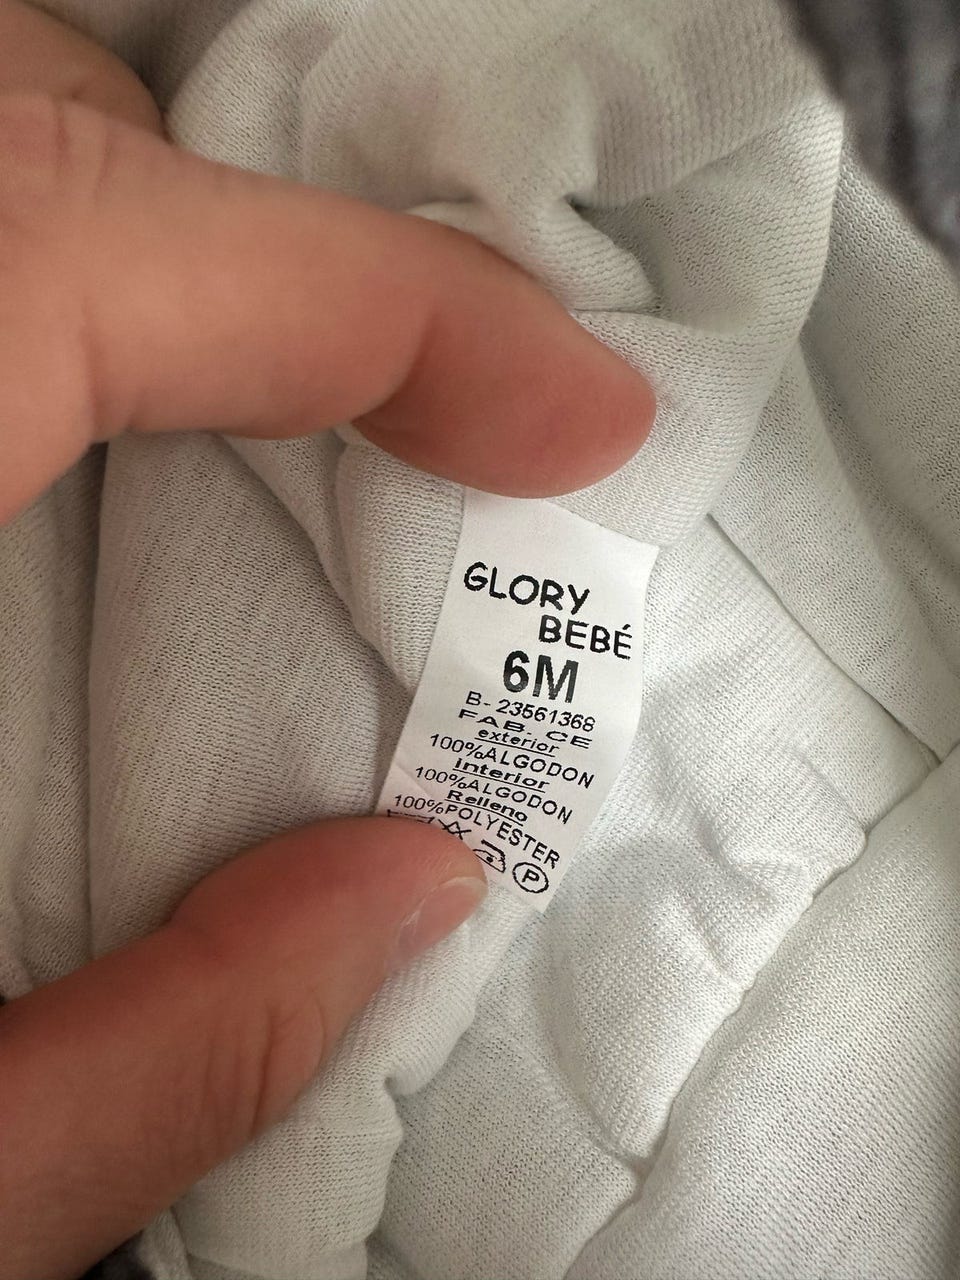 GLORY
BEBÉ
6M
B- 23561368
FAB. CE
exterior
100%ALGODON
interior
100%ALGODON
Relleno
100%POLYESTER
P